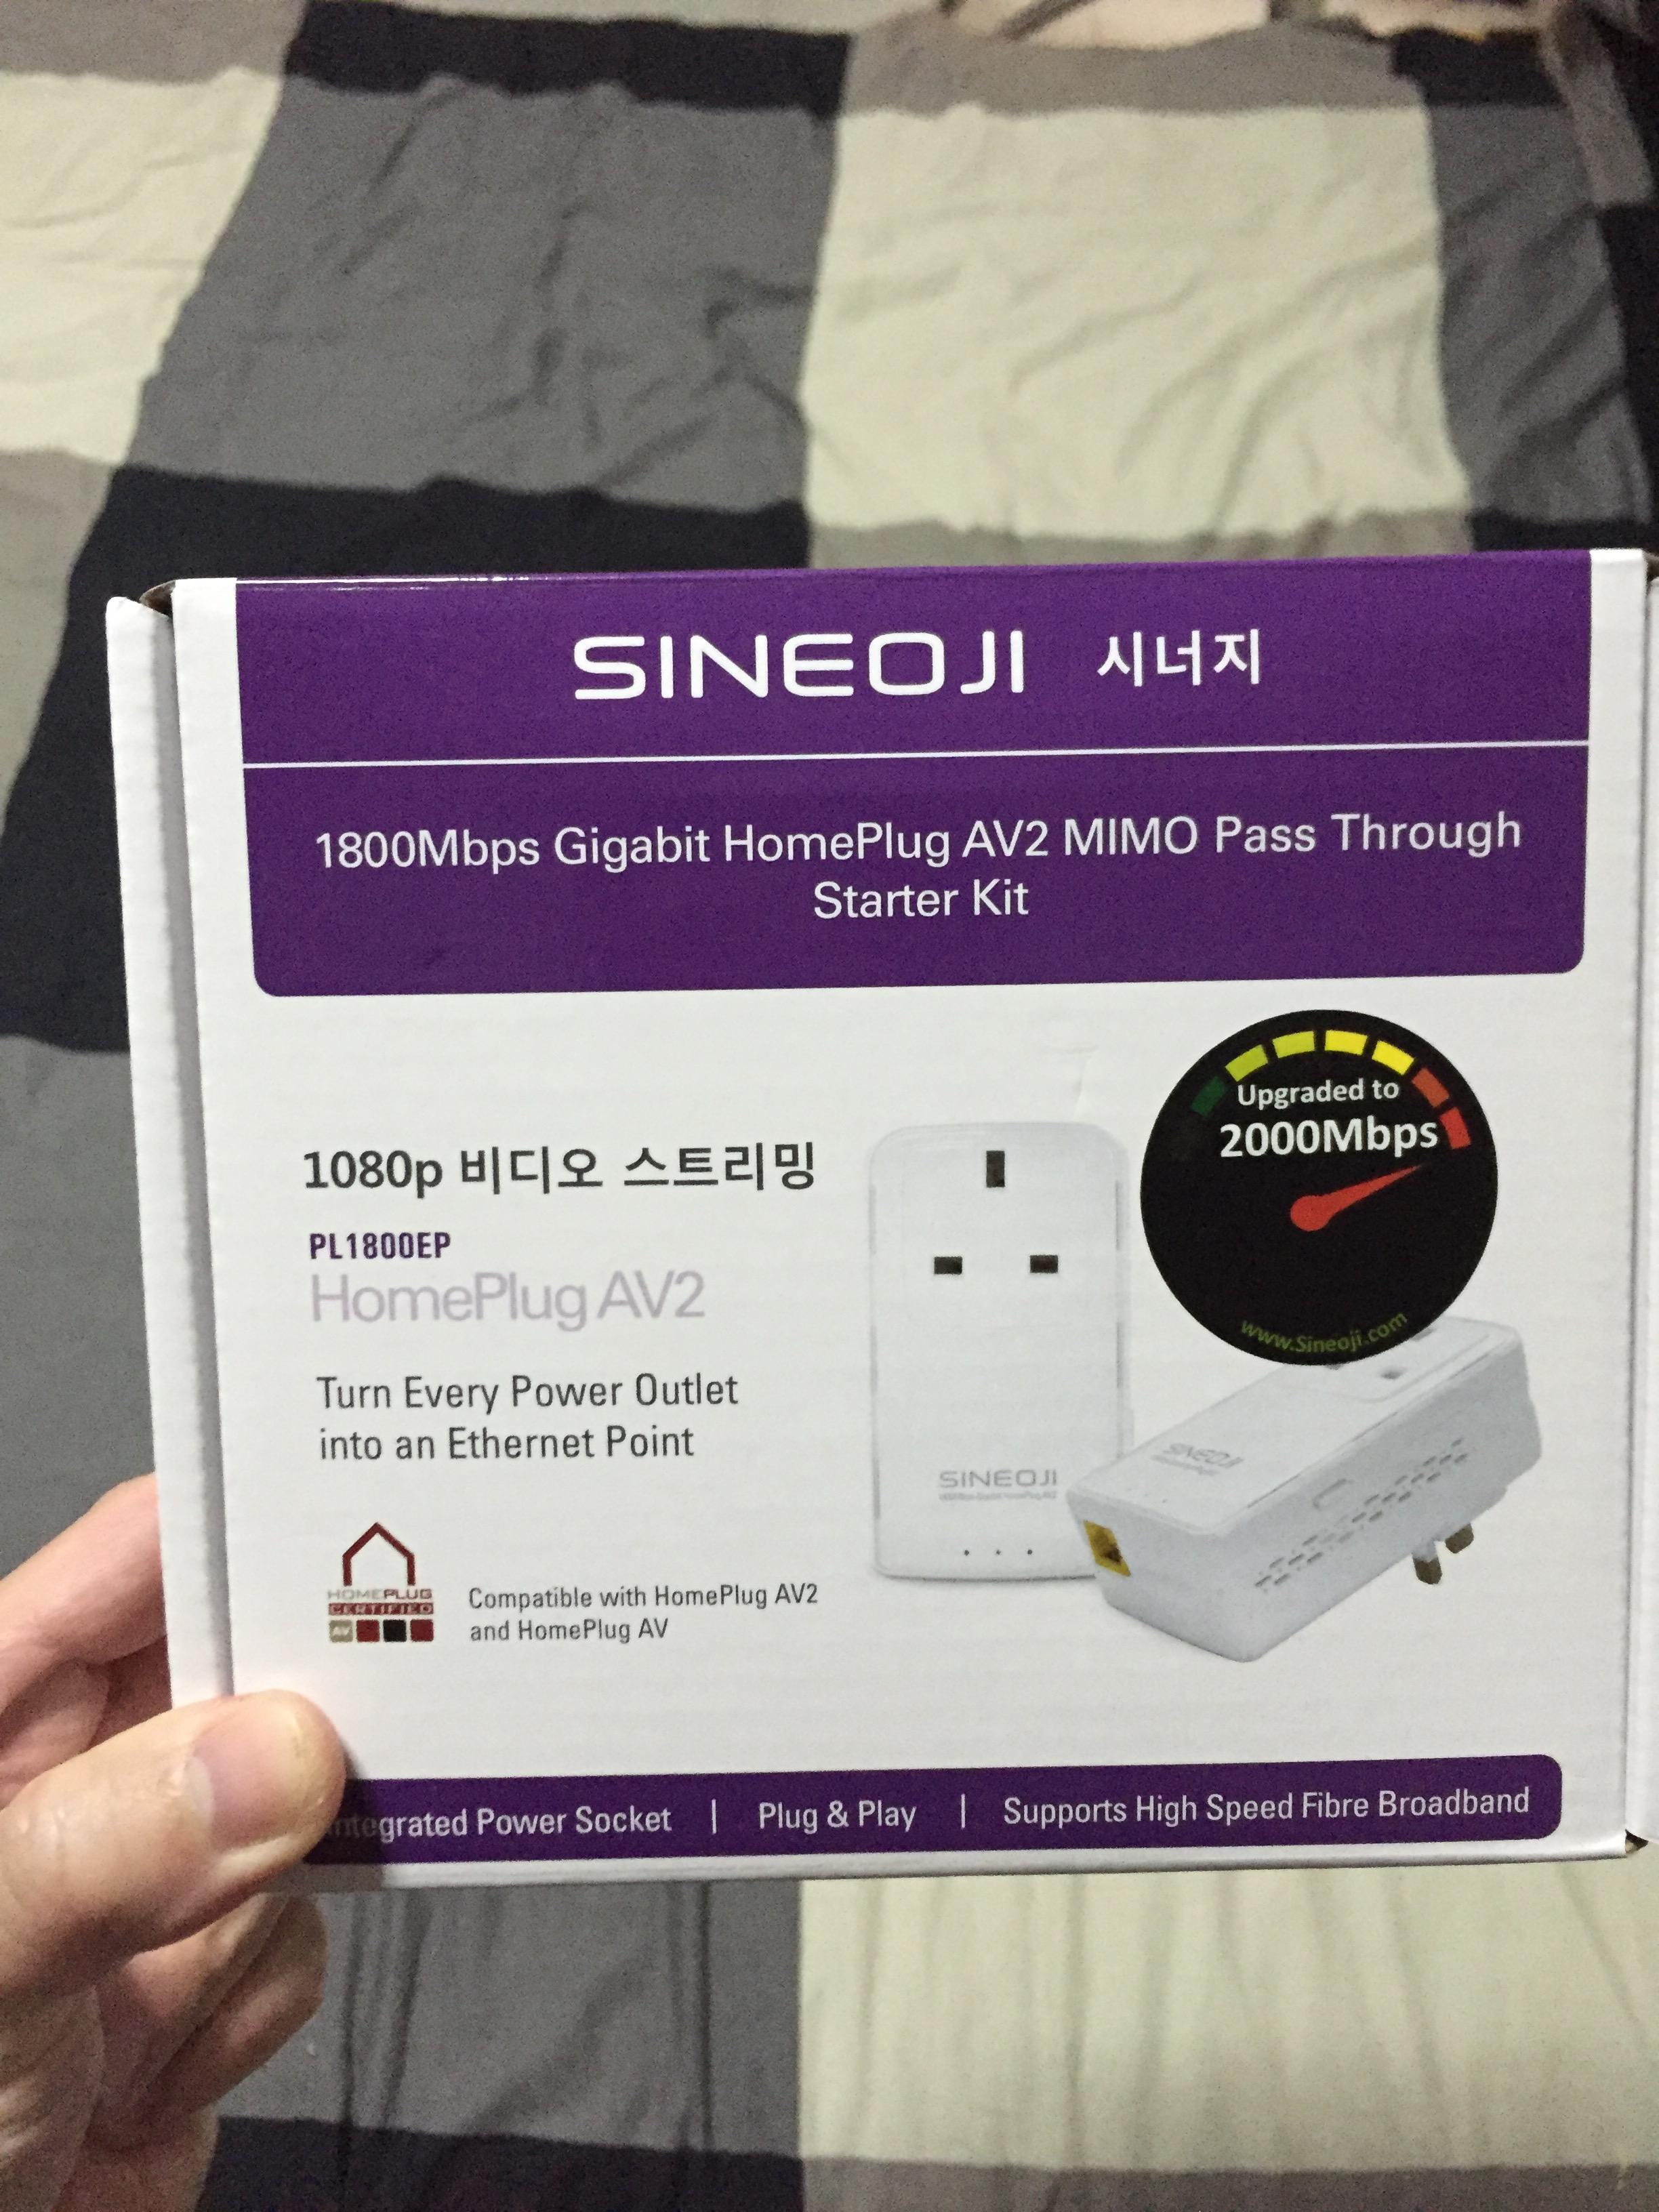 SINEOJI 시너지
1800Mbps Gigabit HomePlug AV2 MIMO Pass Through
Starter Kit
Upgraded to
2000Mbps
www.Sineoji.com
1080p 비디오 스트리밍
PL1800EP
HomePlug AV2
Turn Every Power Outlet
into an Ethernet Point
SINEOJI
SINEOJI
HOMEPLUG
CERTIFIED
AV
Compatible with HomePlug AV2
and HomePlug AV
Integrated Power Socket | Plug & Play | Supports High Speed Fibre Broadband